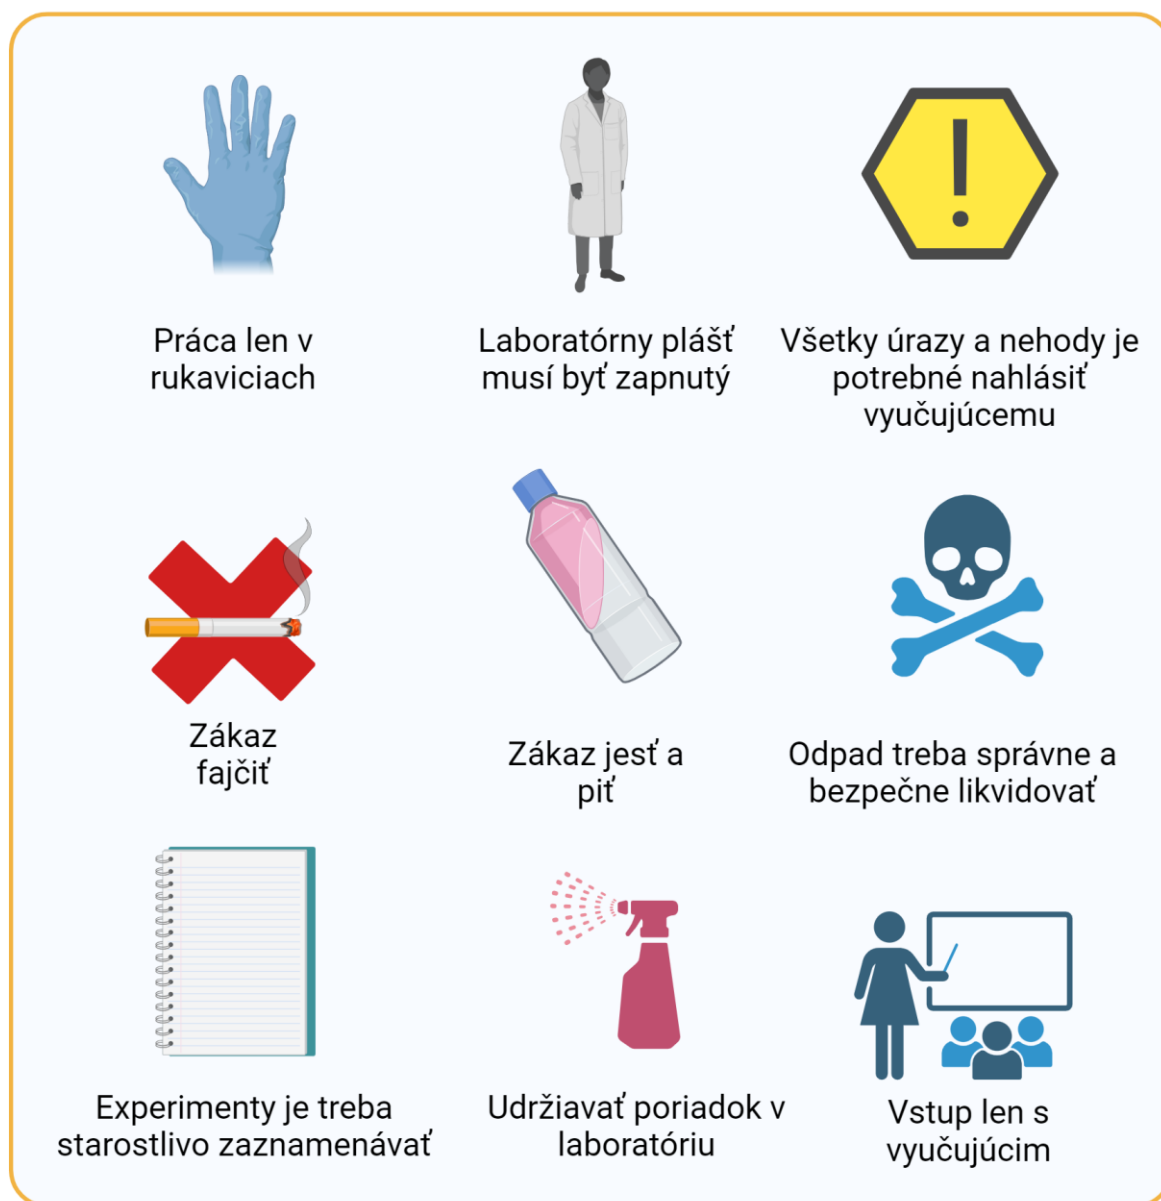 Práca len v
rukaviciach
Laboratórny plášť
musí byť zapnutý
Všetky úrazy a nehody je
potrebné nahlásiť
vyučujúcemu
Zákaz
fajčiť
Zákaz jesť a
piť
Odpad treba správne a
bezpečne likvidovať
Experimenty je treba
starostlivo zaznamenávať
Udržiavať poriadok v
laboratóriu
Vstup len s
vyučujúcim